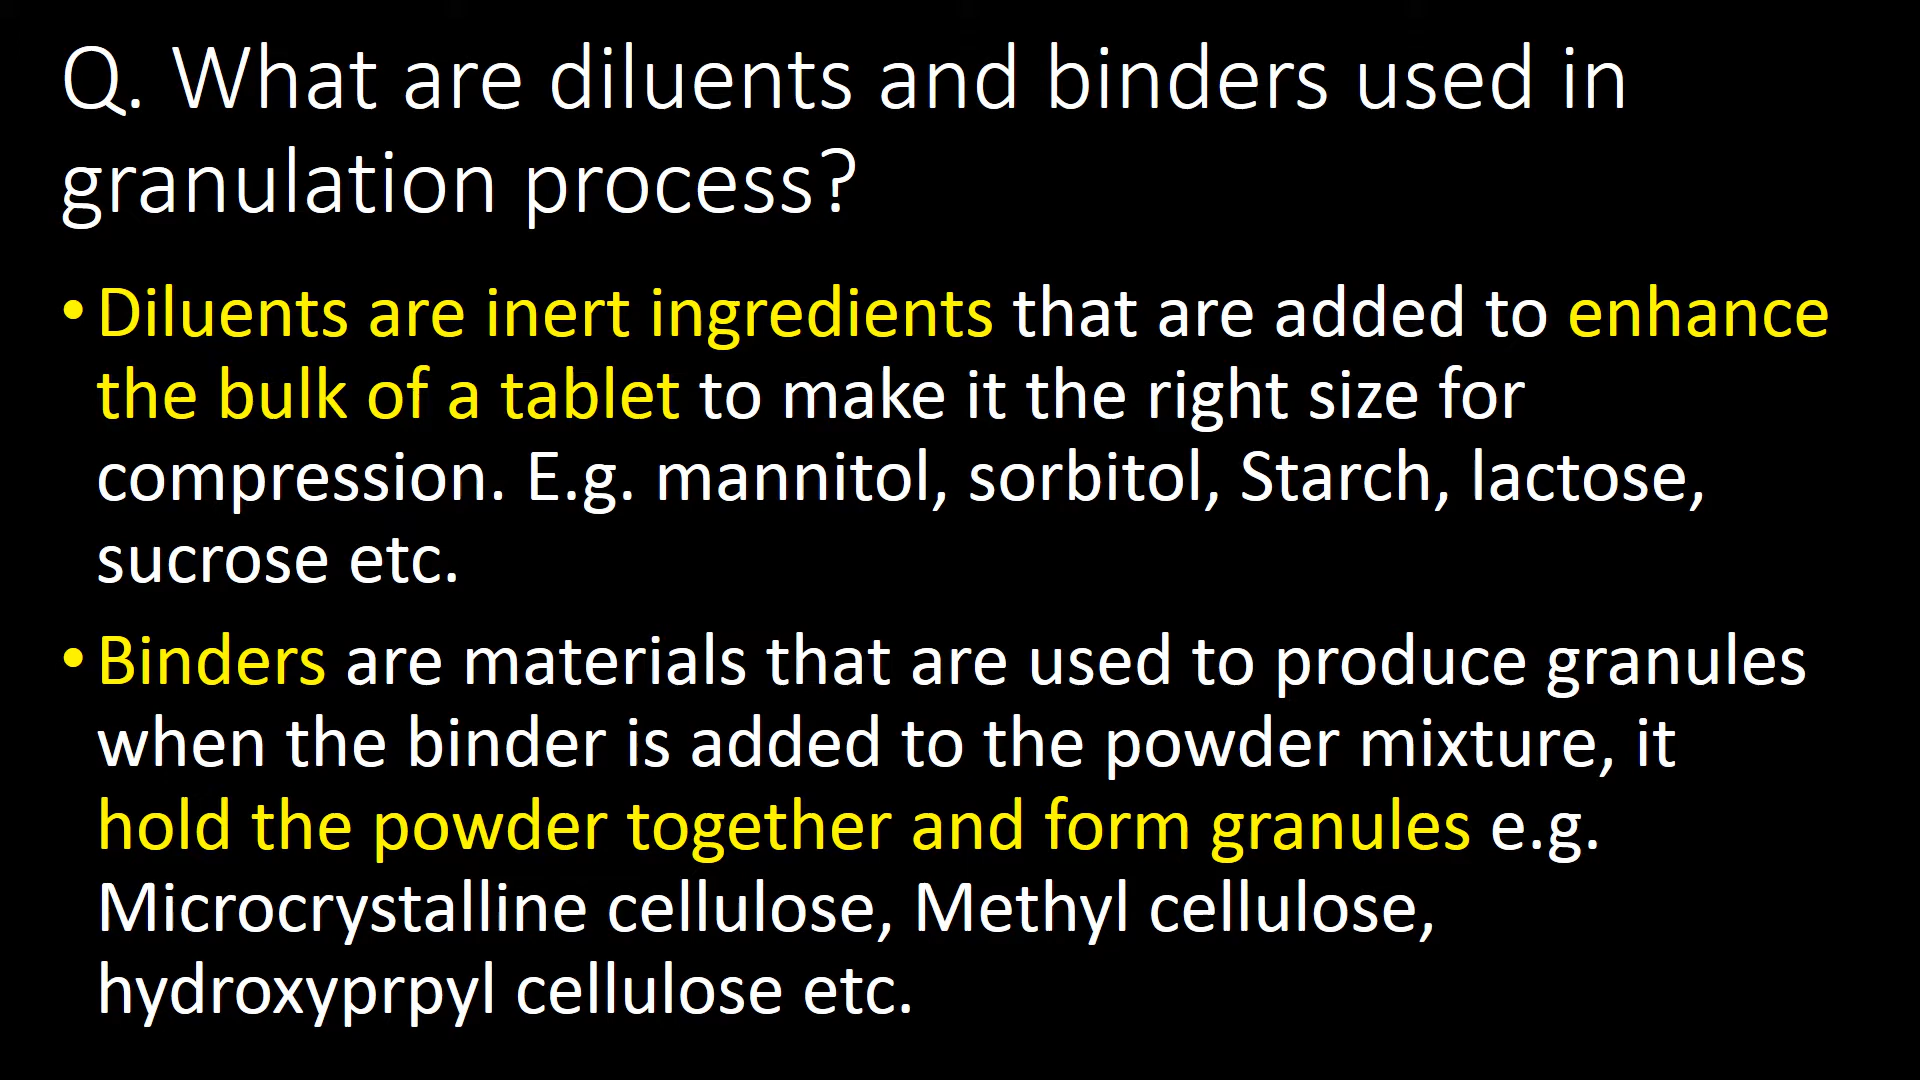 Q. What are diluents and binders used in
granulation process?
•Diluents are inert ingredients that are added to enhance
the bulk of a tablet to make it the right size for
compression. E.g. mannitol, sorbitol, Starch, lactose,
sucrose etc.
•Binders are materials that are used to produce granules
when the binder is added to the powder mixture, it
hold the powder together and form granules e.g.
Microcrystalline cellulose, Methyl cellulose,
hydroxyprpyl cellulose etc.